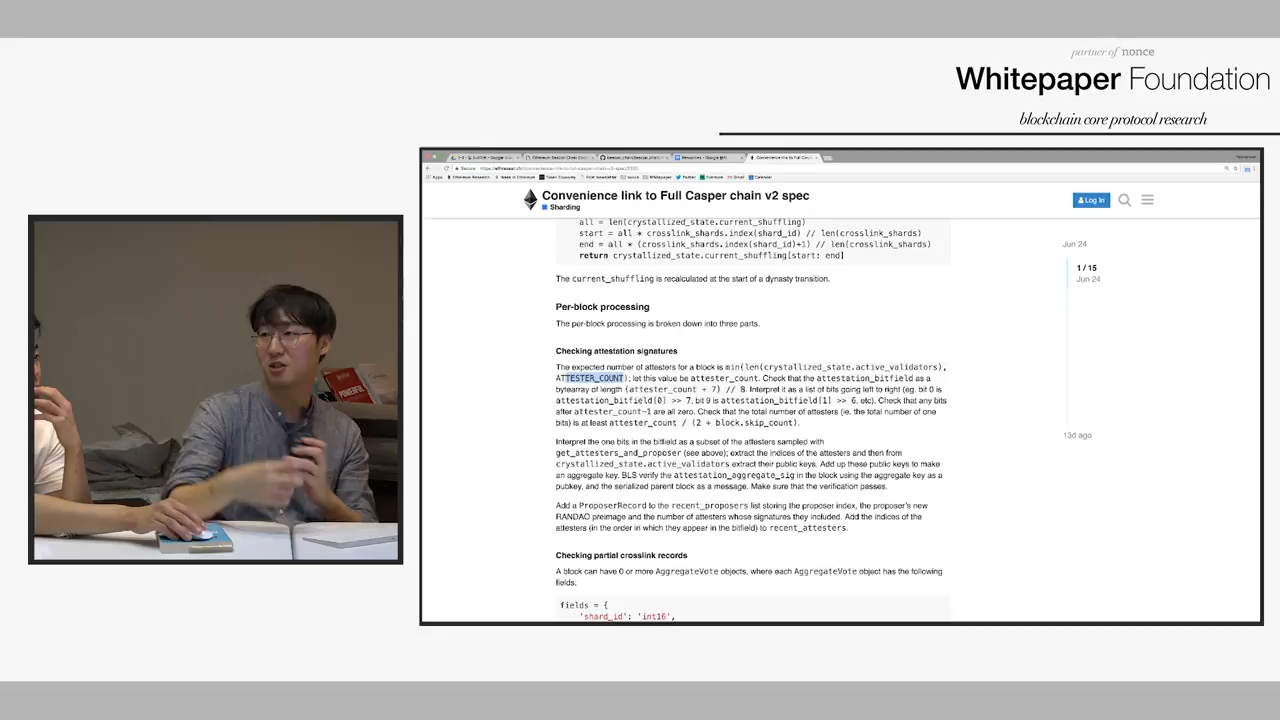 partner of nonce
Whitepaper Foundation
blockchain core protocol research
Convenience link to Full Casper chain v2 spec
Sharding
Log In
all = len(crystallized_state.current_shuffling)
start = all * crosslink_shards.index(shard_id) // len(crosslink_shards)
end = all * (crosslink_shards.index(shard_id)+1) // len(crosslink_shards)
return crystallized_state.current_shuffling[start: end]
The current_shuffling is recalculated at the start of a dynasty transition.
Per-block processing
The per-block processing is broken down into three parts.
Checking attestation signatures
The expected number of attesters for a block is min(len(crystallized_state.active_validators),
ATTESTER_COUNT); let this value be attester_count. Check that the attestation_bitfield as a
bytearray of length (attester_count + 7) // 8. Interpret it as a list of bits going left to right (eg. bit 0 is
attestation_bitfield[0] >> 7, bit 9 is attestation_bitfield[1] >> 6, etc). Check that any bits
after attester_count-1 are all zero. Check that the total number of attesters (ie. the total number of one
bits) is at least attester_count / (2 + block.skip_count).
Interpret the one bits in the bitfield as a subset of the attesters sampled with
get_attesters_and_proposer (see above); extract the indices of the attesters and then from
crystallized_state.active_validators extract their public keys. Add up these public keys to make
an aggregate key. BLS verify the attestation_aggregate_sig in the block using the aggregate key as a
pubkey, and the serialized parent block as a message. Make sure that the verification passes.
Add a ProposerRecord to the recent_proposers list storing the proposer index, the proposer's new
RANDAO preimage and the number of attesters whose signatures they included. Add the indices of the
attesters (in the order in which they appear in the bitfield) to recent_attesters.
Checking partial crosslink records
A block can have 0 or more AggregateVote objects, where each AggregateVote object has the following
fields:
fields = {
'shard_id': 'int16',
Jun 24
1 / 15
Jun 24
13d ago
POWERFUL